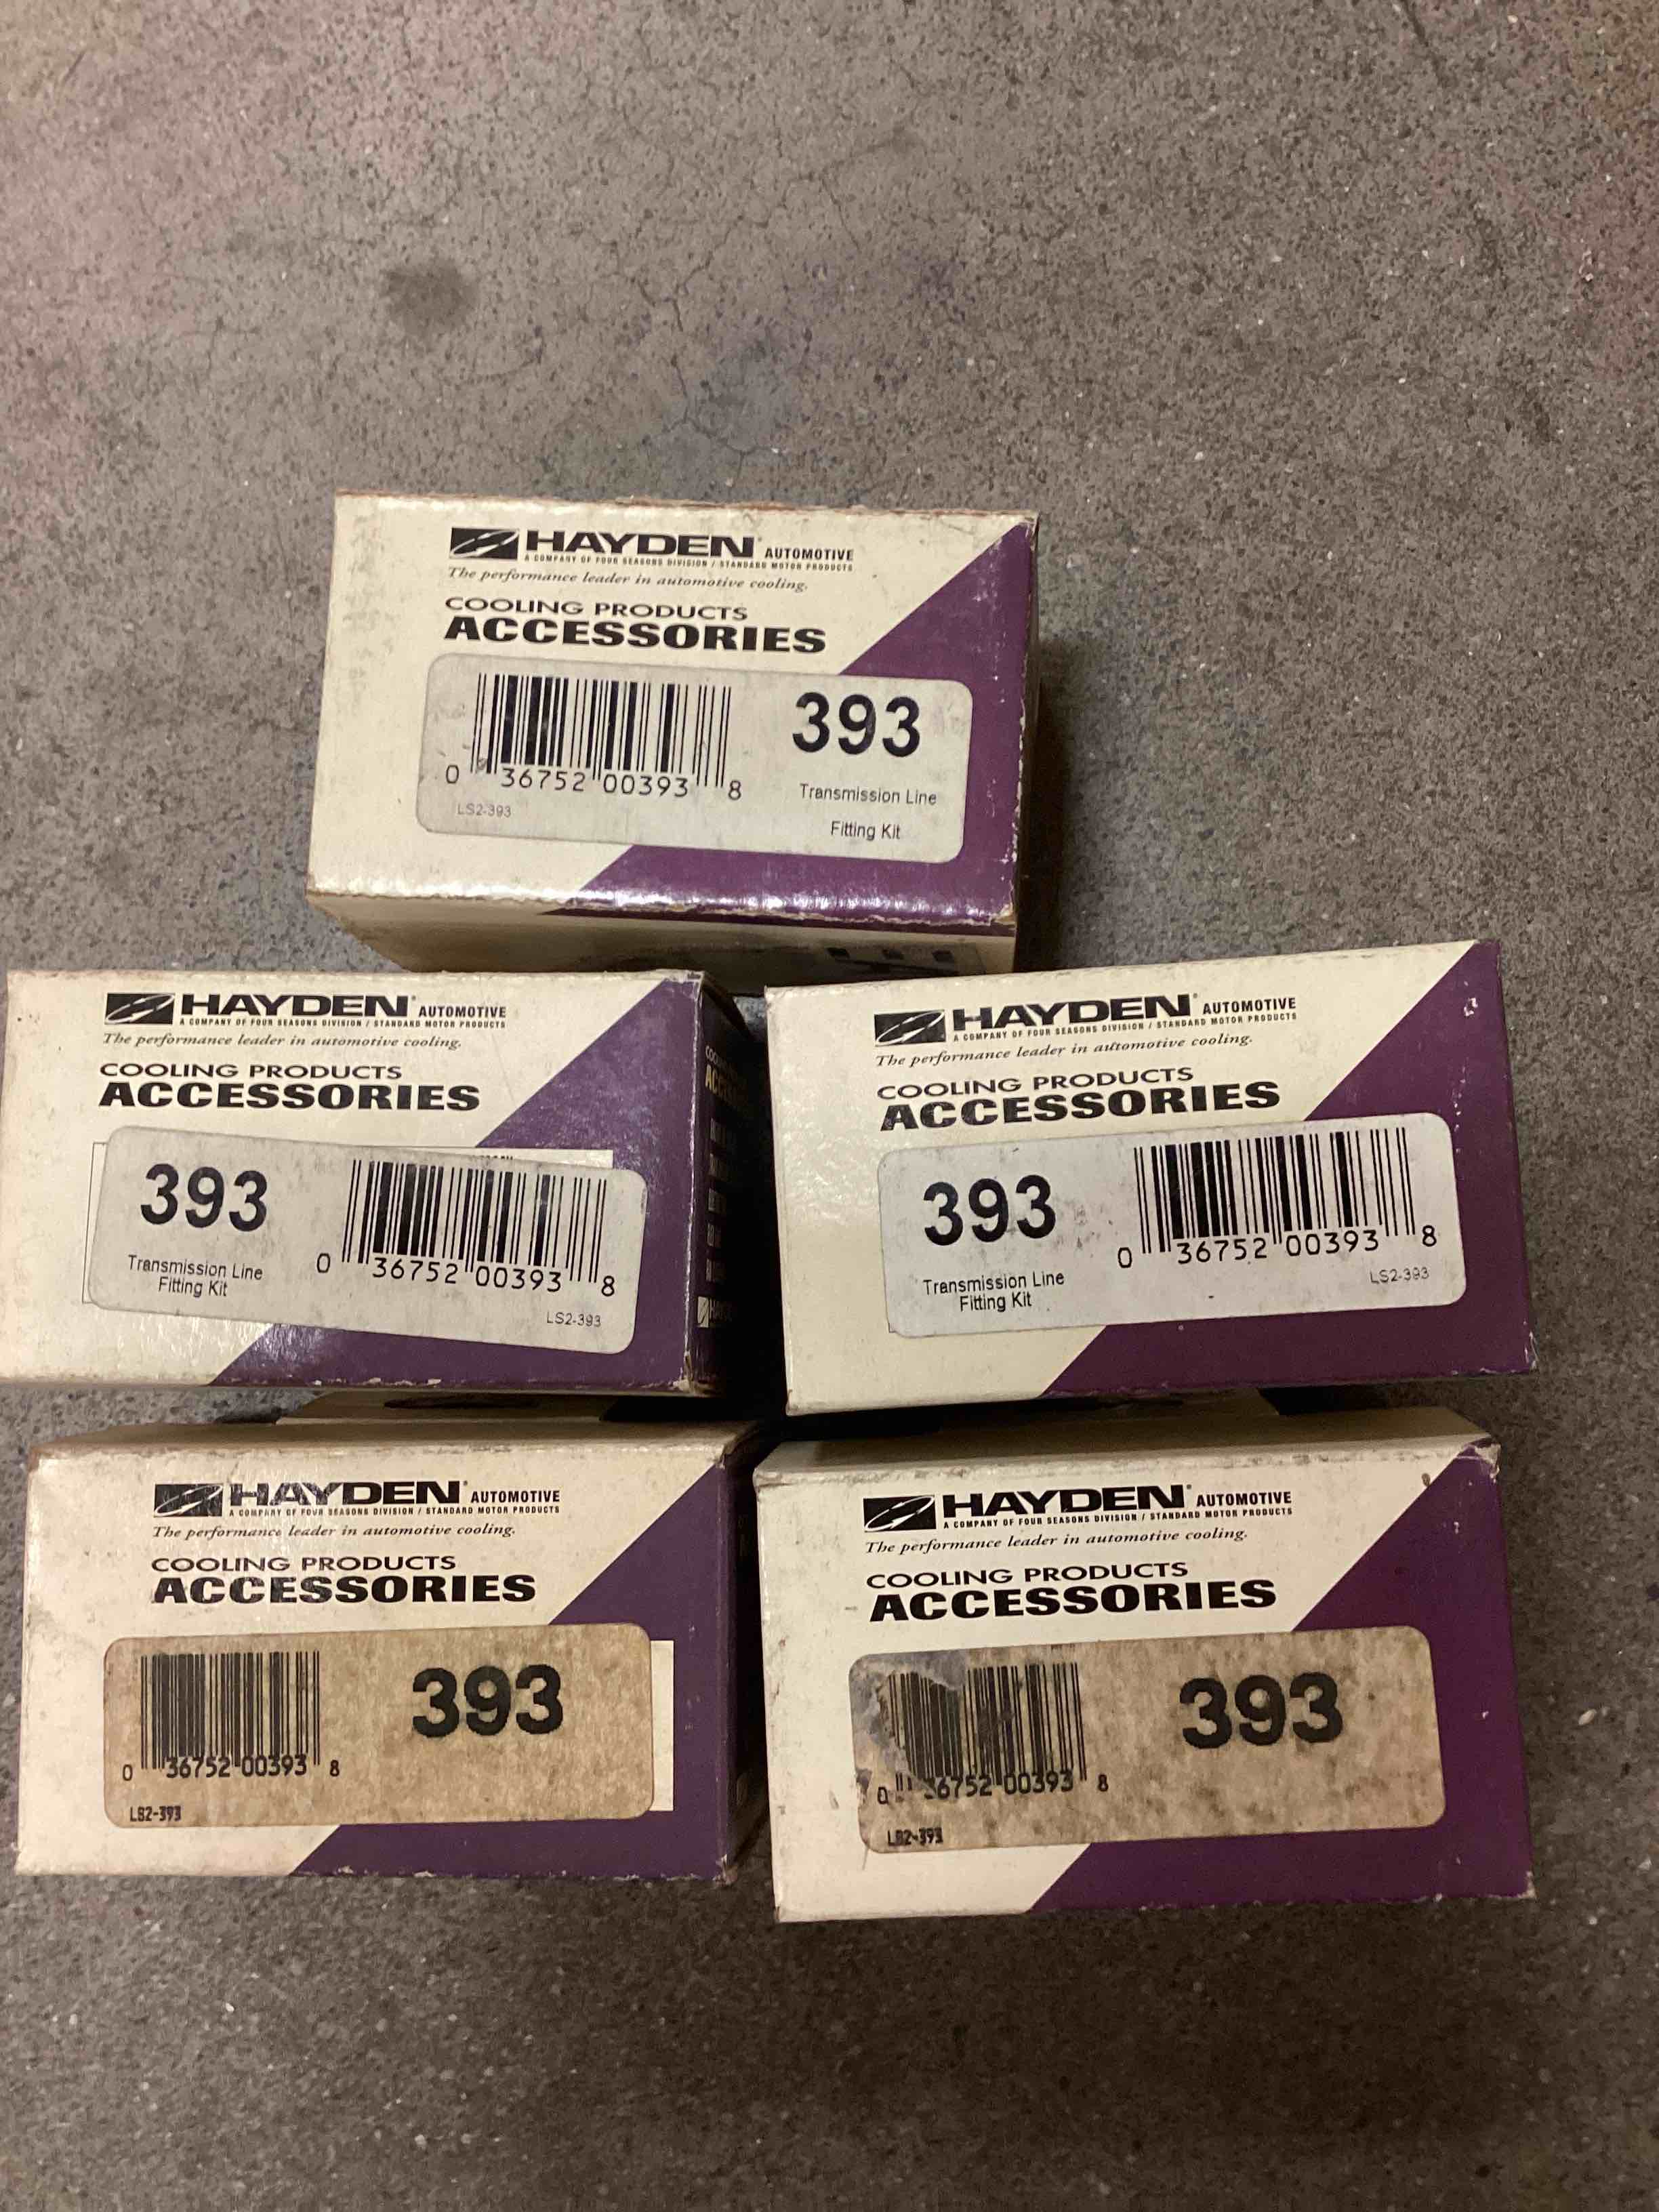 HAYDEN® AUTOMOTIVE
A COMPANY OF FOUR SEASONS DIVISION / STANDARD MOTOR PRODUCTS
The performance leader in automotive cooling.
COOLING PRODUCTS
ACCESSORIES
393
0 36752 00393 8
Transmission Line
LS2-393
Fitting Kit
HAYDEN® AUTOMOTIVE
A COMPANY OF FOUR SEASONS DIVISION / STANDARD MOTOR PRODUCTS
The performance leader in automotive cooling.
COOLING PRODUCTS
ACCESSORIES
393
Transmission Line
Fitting Kit
0 36752 00393 8
LS2-393
HAYDEN® AUTOMOTIVE
A COMPANY OF FOUR SEASONS DIVISION / STANDARD MOTOR PRODUCTS
The performance leader in automotive cooling.
COOLING PRODUCTS
ACCESSORIES
393
Transmission Line
Fitting Kit
0 36752 00393 8
LS2-393
HAYDEN® AUTOMOTIVE
A COMPANY OF FOUR SEASONS DIVISION / STANDARD MOTOR PRODUCTS
The performance leader in automotive cooling.
COOLING PRODUCTS
ACCESSORIES
393
0 36752 00393 8
LS2-393
HAYDEN® AUTOMOTIVE
A COMPANY OF FOUR SEASONS DIVISION / STANDARD MOTOR PRODUCTS
The performance leader in automotive cooling.
COOLING PRODUCTS
ACCESSORIES
393
0 6752 00393 8
LS2-393